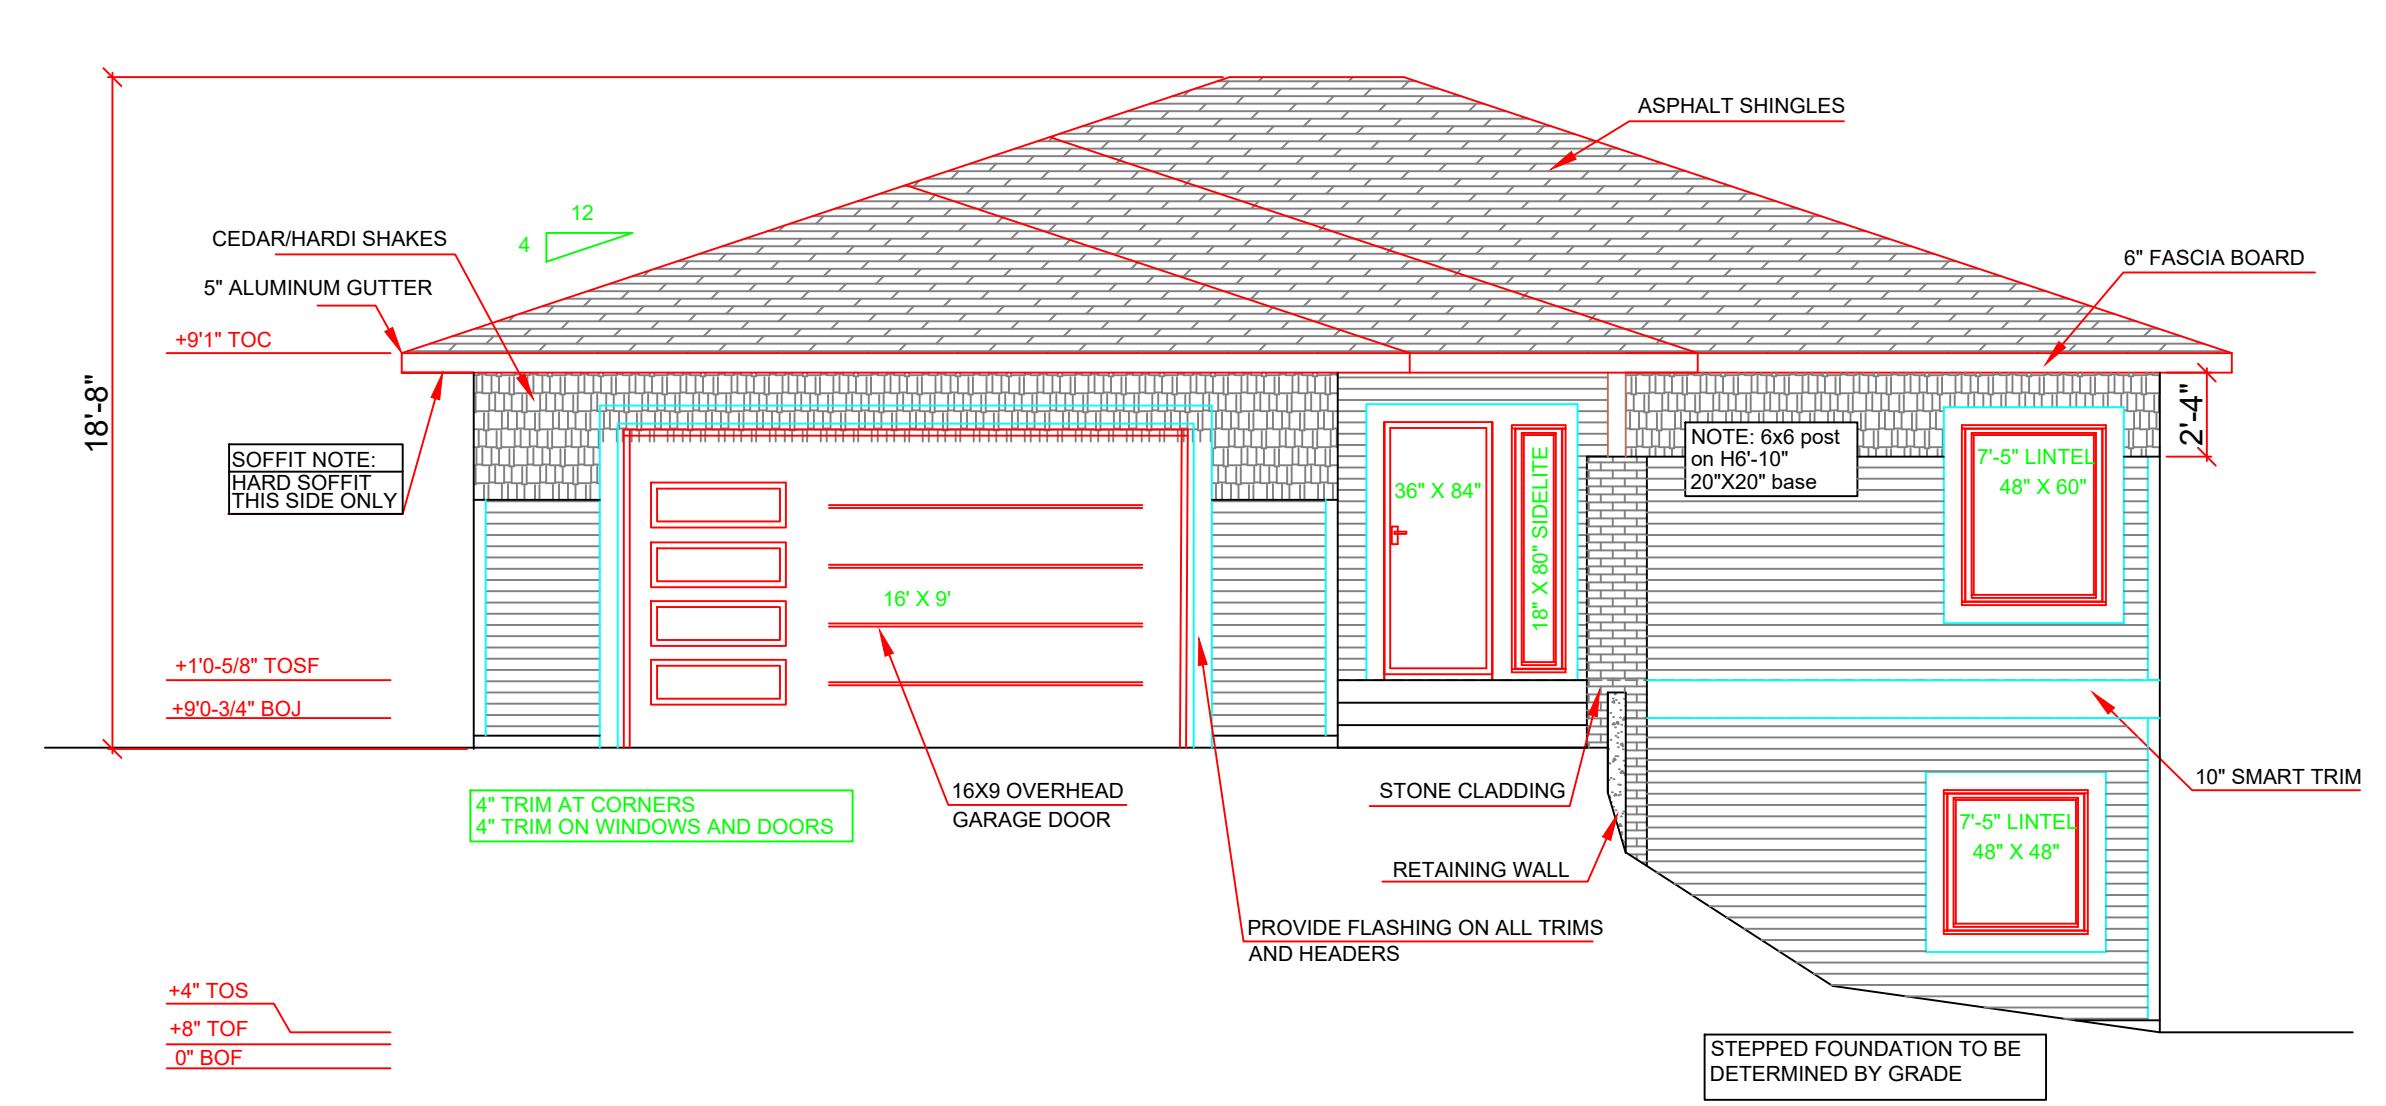 ASPHALT SHINGLES
12
4
CEDAR/HARDI SHAKES
5" ALUMINUM GUTTER
6" FASCIA BOARD
+9'1" TOC
18'-8"
2'-4"
SOFFIT NOTE:
HARD SOFFIT
THIS SIDE ONLY
NOTE: 6x6 post
on H6'-10"
20"X20" base
7'-5" LINTEL
48" X 60"
36" X 84"
18" X 80" SIDELITE
16' X 9'
+1'0-5/8" TOSF
+9'0-3/4" BOJ
4" TRIM AT CORNERS
4" TRIM ON WINDOWS AND DOORS
16X9 OVERHEAD
GARAGE DOOR
STONE CLADDING
10" SMART TRIM
7'-5" LINTEL
48" X 48"
RETAINING WALL
PROVIDE FLASHING ON ALL TRIMS
AND HEADERS
+4" TOS
+8" TOF
0" BOF
STEPPED FOUNDATION TO BE
DETERMINED BY GRADE